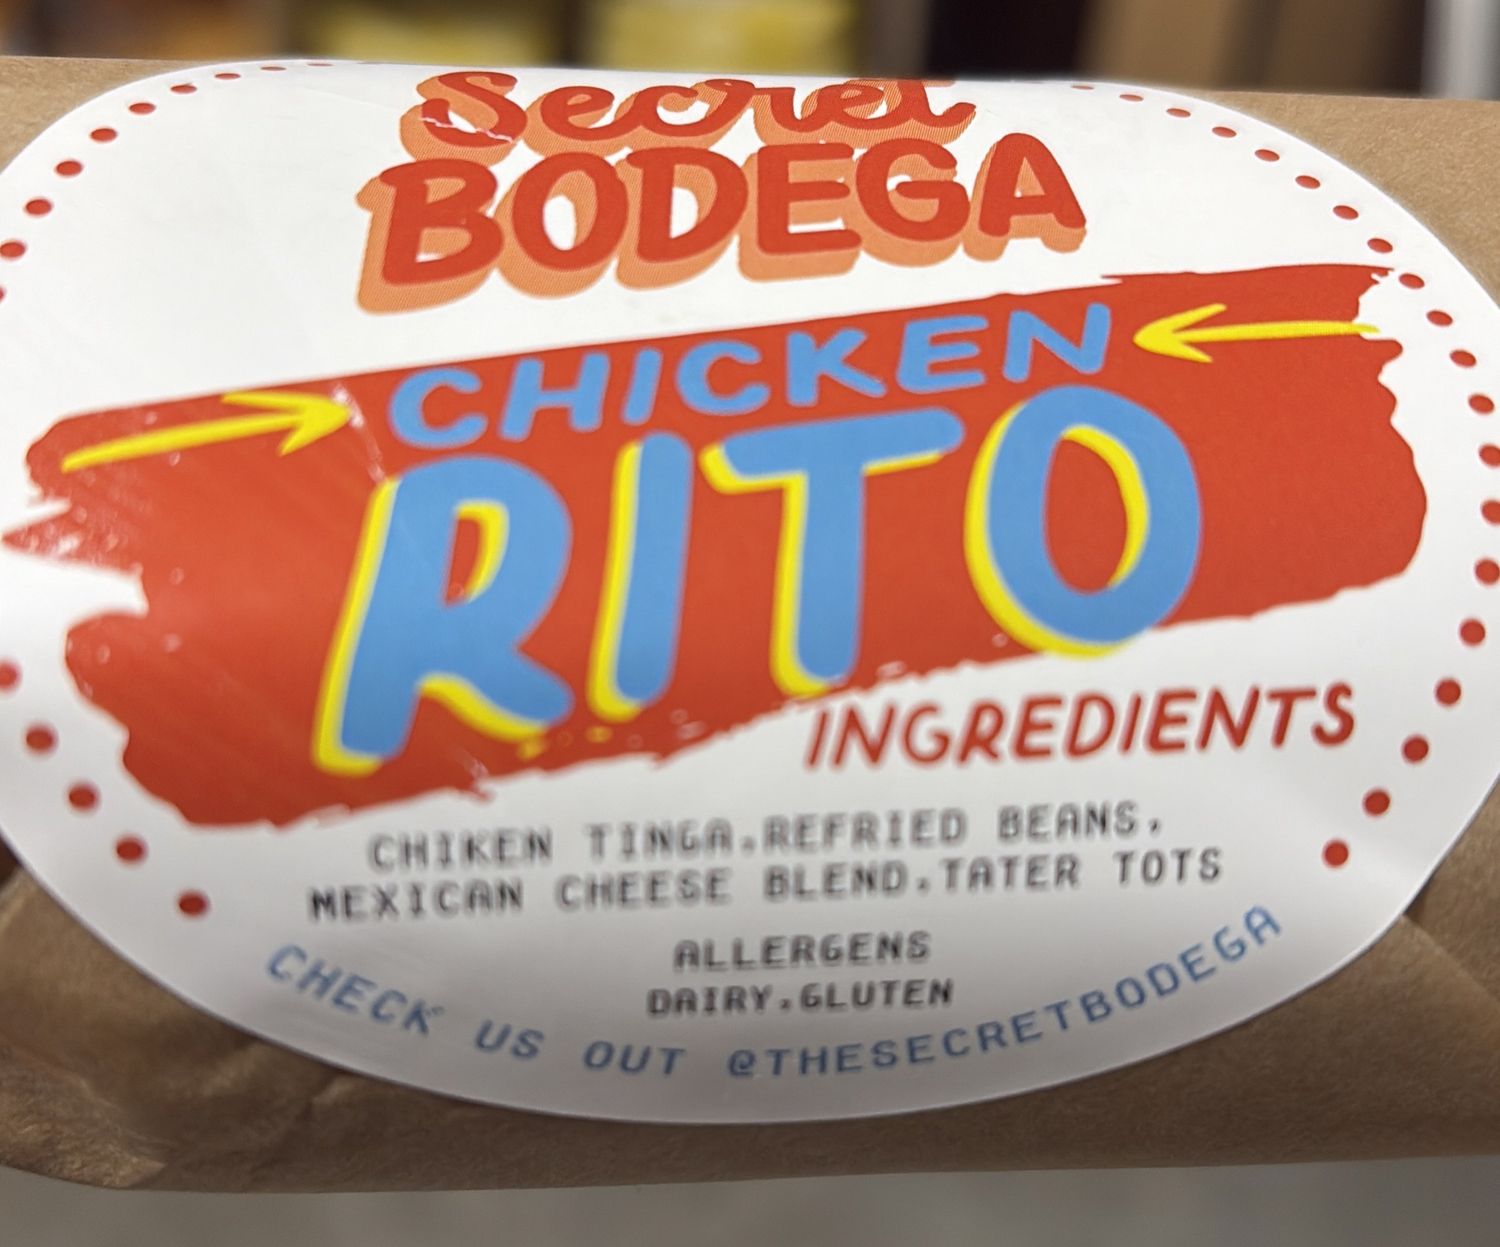 Secret
BODEGA
CHICKEN
RITO
INGREDIENTS
CHIKEN TINGA,REFRIED BEANS,
MEXICAN CHEESE BLEND,TATER TOTS
ALLERGENS
DAIRY,GLUTEN
CHECK US OUT @THESECRETBODEGA